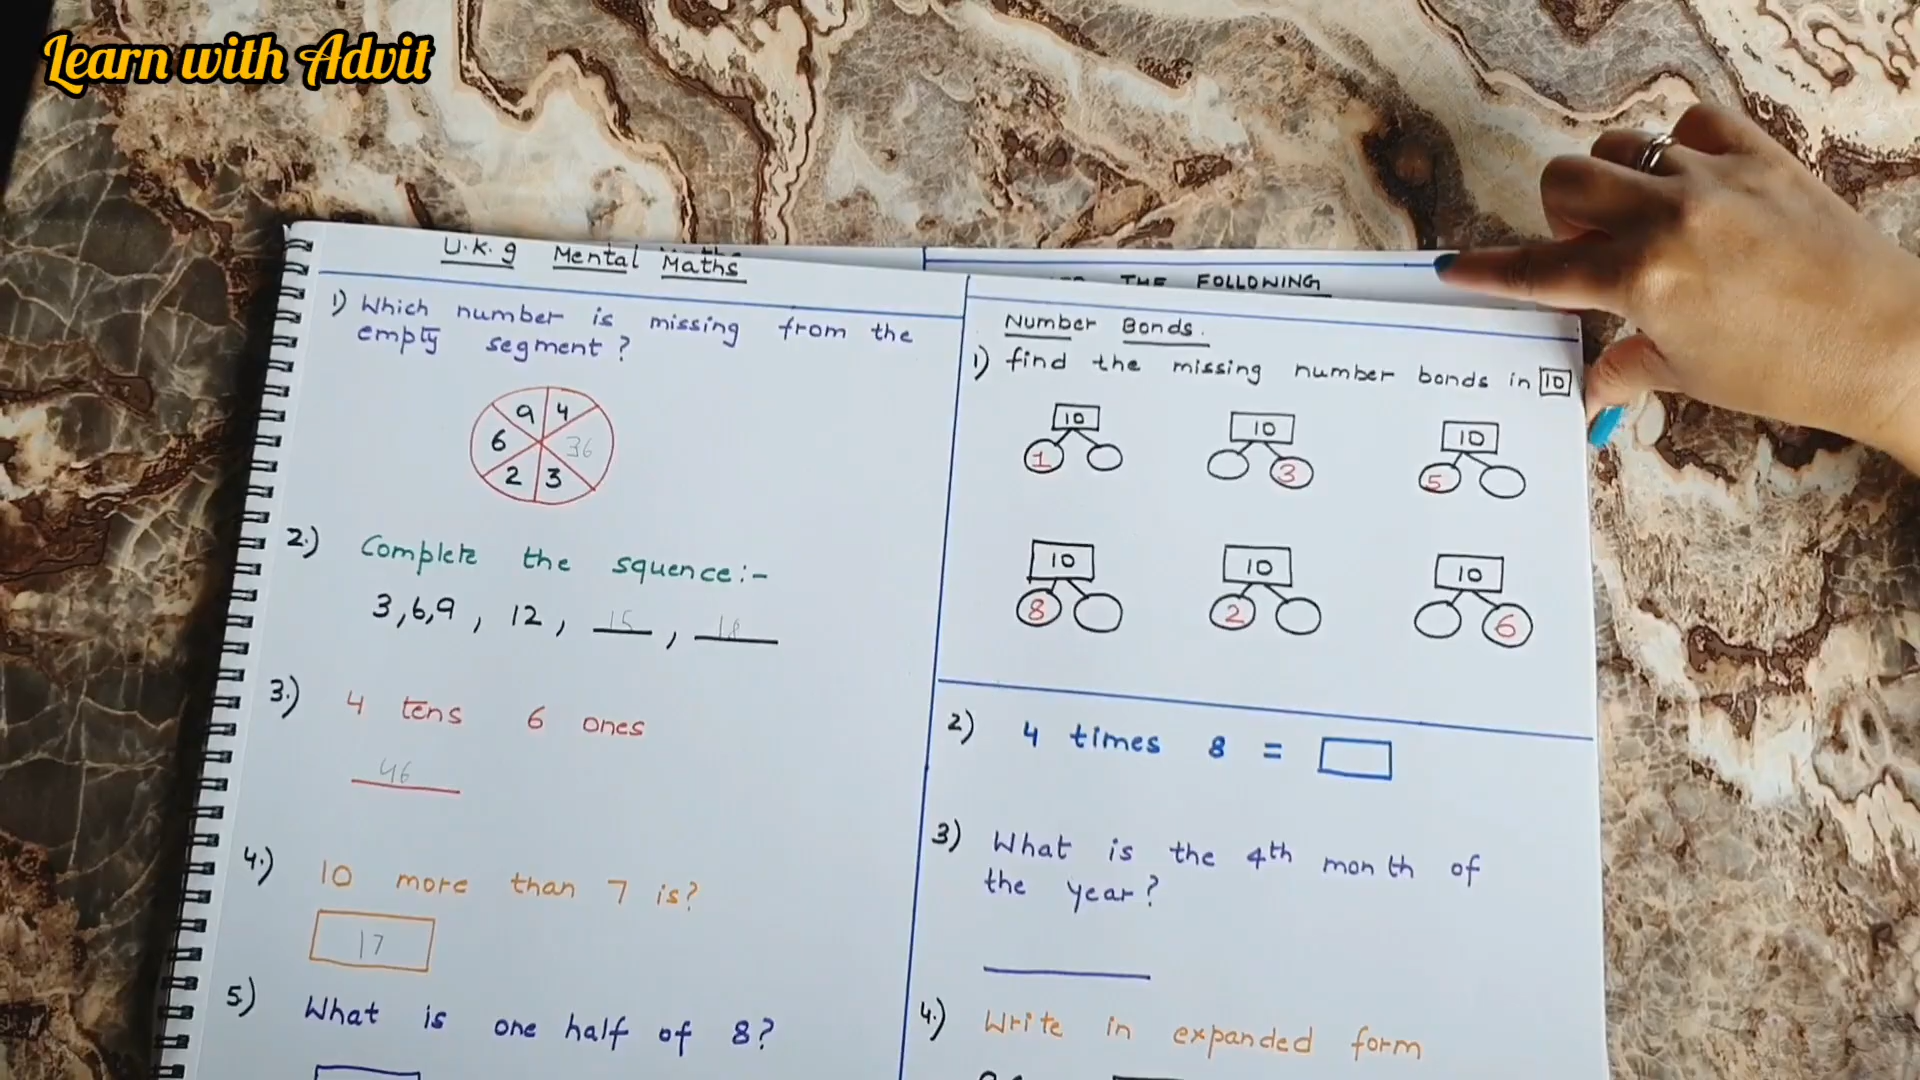 Learn with Advit
U.K.g Mental Maths
1) Which number is missing from the
empty segment?
9 4
6 36
2 3
2.) Complete the squence:-
3,6,9, 12, 15, 18
3.) 4 tens 6 ones
46
4.) 10 more than 7 is?
17
5.) What is one half of 8?
THE FOLLOWING
Number Bonds.
1) find the missing number bonds in 10
10 10 10
1 3 5
10 10 10
8 2 6
2) 4 times 8 =
3) What is the 4th month of
the year?
4.) Write in expanded form